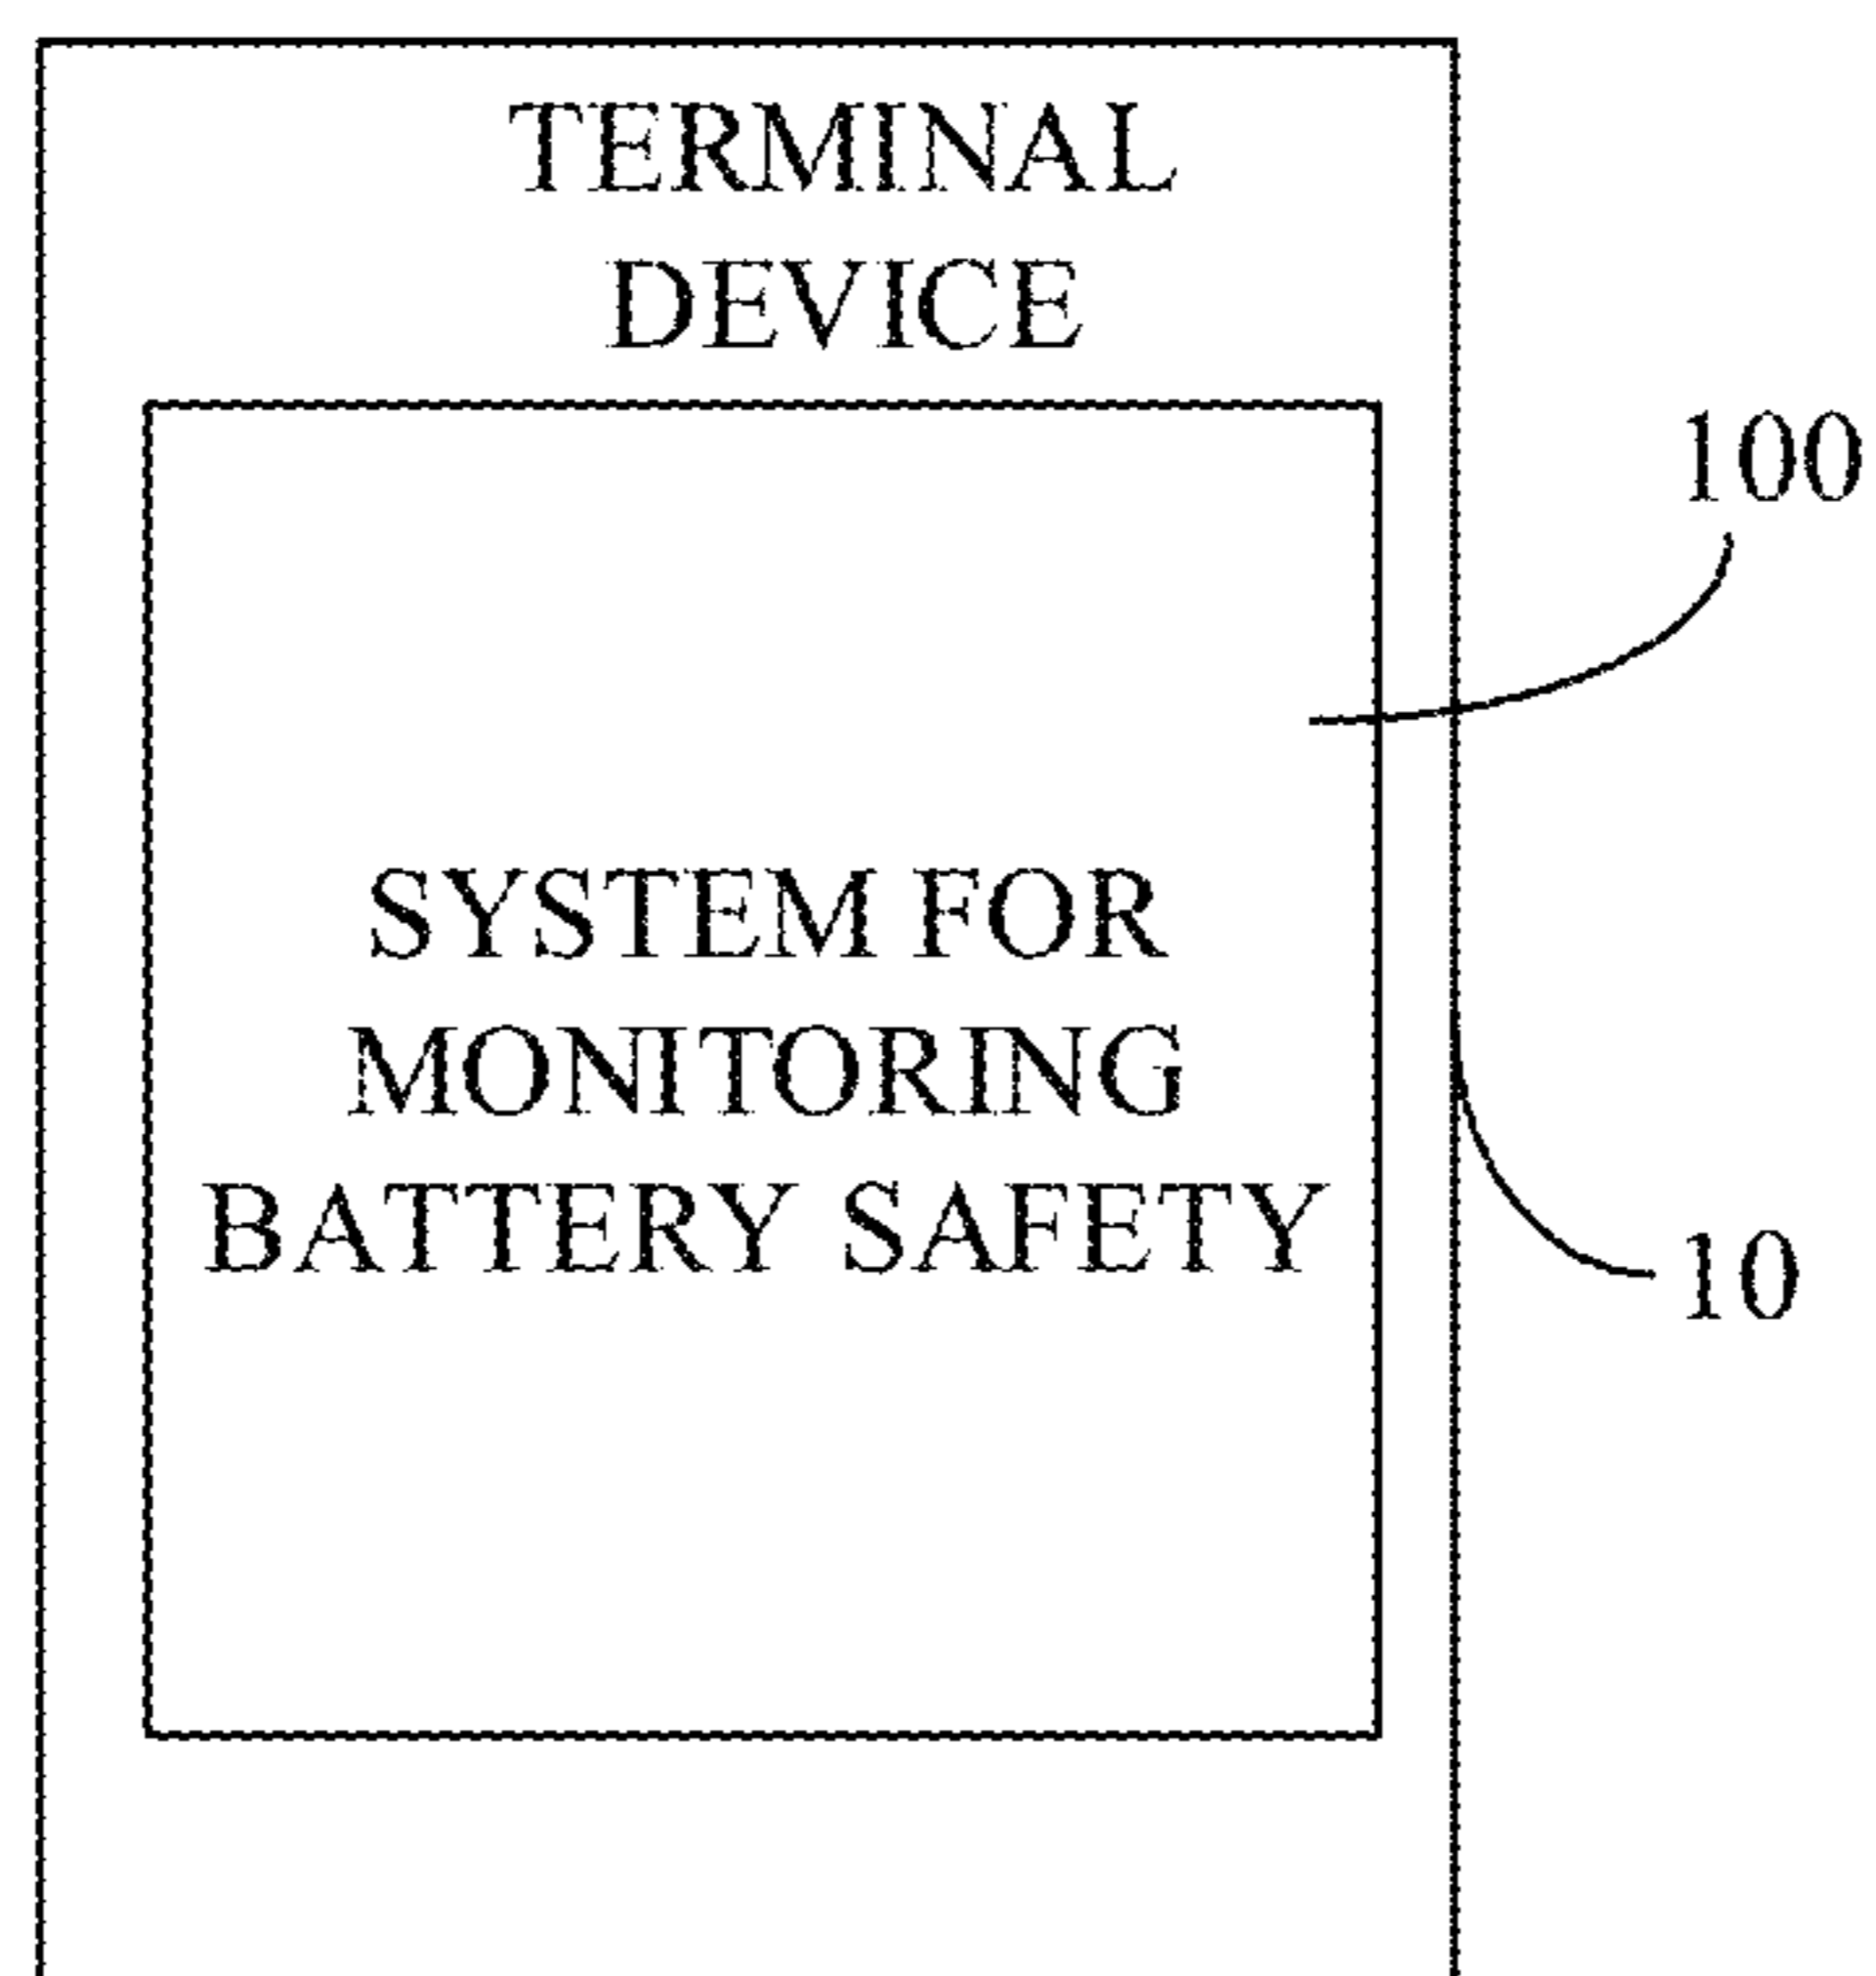 TERMINAL
DEVICE
100
SYSTEM FOR
MONITORING
BATTERY SAFETY
10